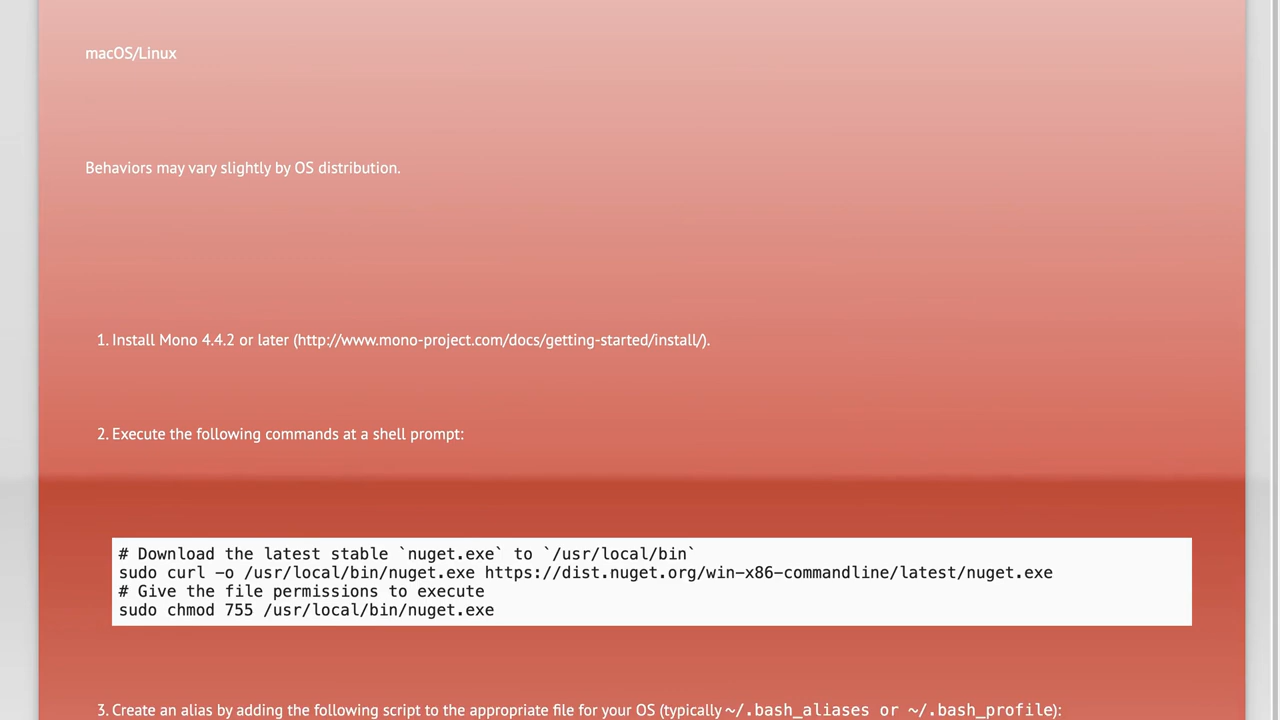 macOS/Linux
Behaviors may vary slightly by OS distribution.
1. Install Mono 4.4.2 or later (http://www.mono-project.com/docs/getting-started/install/).
2. Execute the following commands at a shell prompt:
# Download the latest stable `nuget.exe` to `/usr/local/bin`
sudo curl -o /usr/local/bin/nuget.exe https://dist.nuget.org/win-x86-commandline/latest/nuget.exe
# Give the file permissions to execute
sudo chmod 755 /usr/local/bin/nuget.exe
3. Create an alias by adding the following script to the appropriate file for your OS (typically ~/.bash_aliases or ~/.bash_profile):